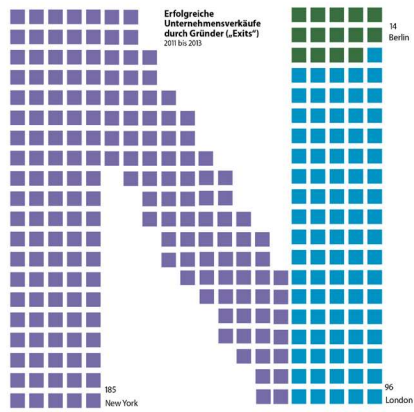 Erfolgreiche
Unternehmensverkäufe
durch Gründer („Exits“)
2011 bis 2013
14
Berlin
185
New York
96
London